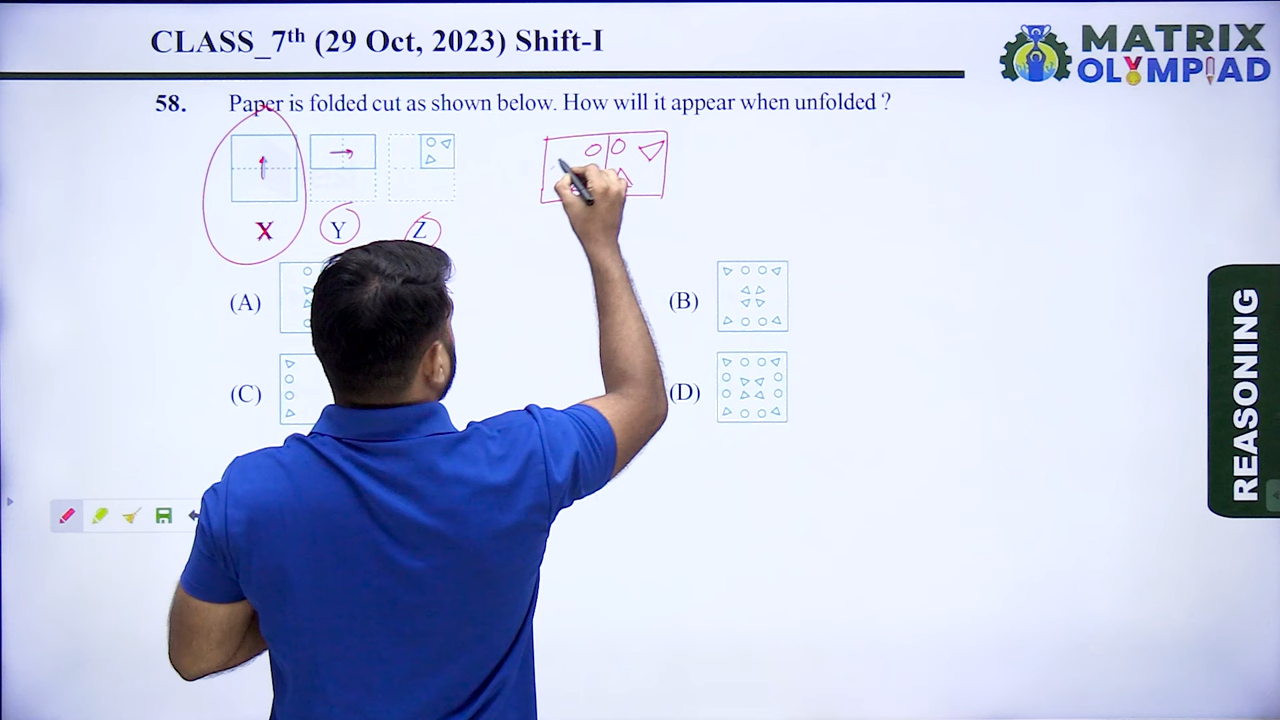 CLASS_7th (29 Oct, 2023) Shift-I
MATRIX
OLYMPIAD
58. Paper is folded cut as shown below. How will it appear when unfolded ?
X Y Z
(A) (B)
(C) (D)
REASONING